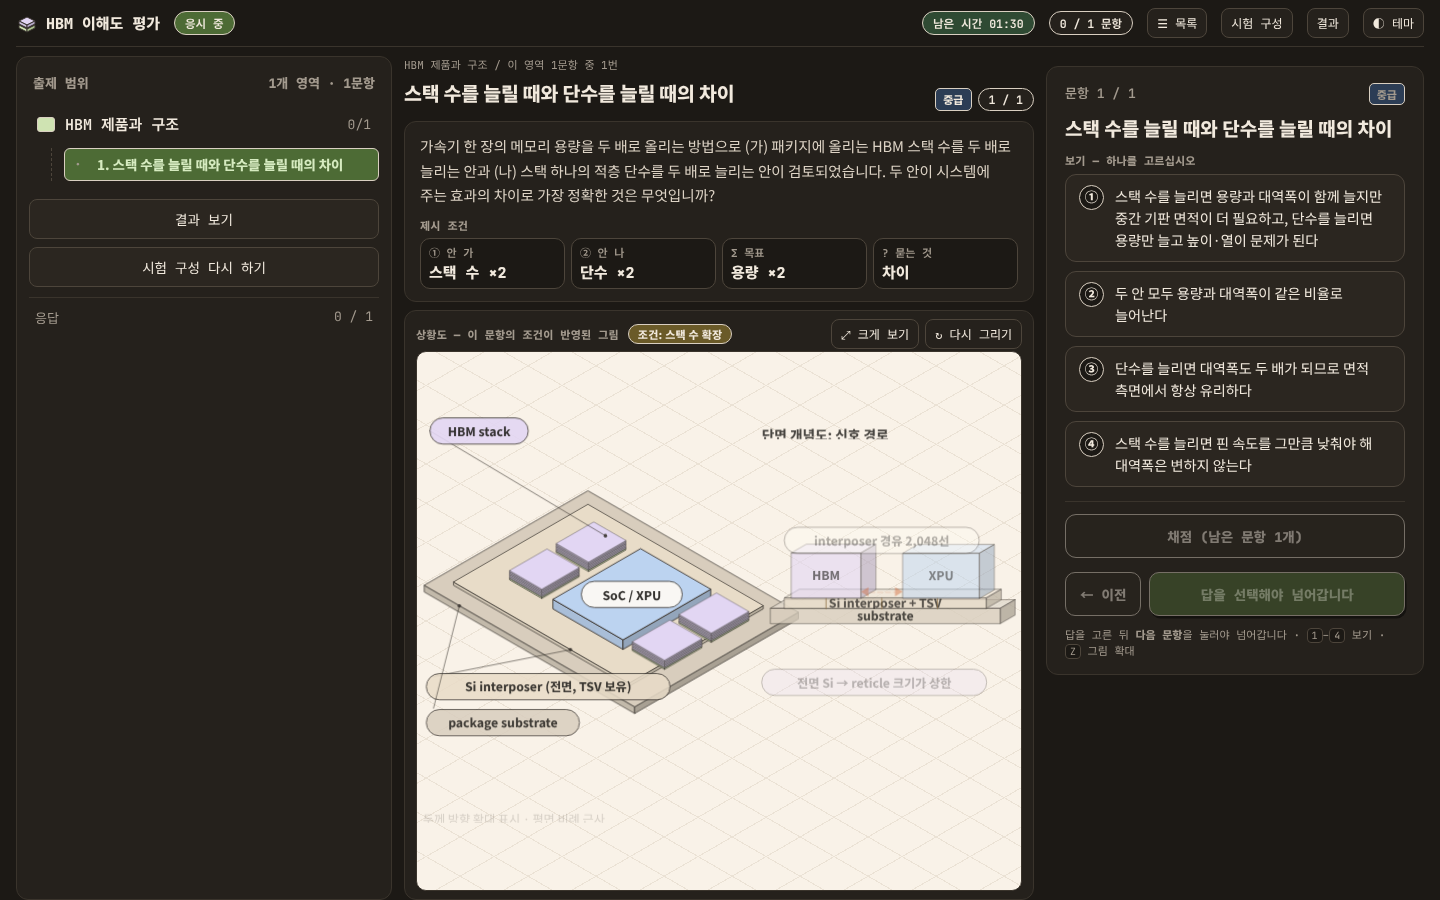 HBM 이해도 평가
응시 중
남은 시간 01:30
0 / 1 문항
☰ 목록
시험 구성
결과
◐ 테마
출제 범위
1개 영역 · 1문항
HBM 제품과 구조
0/1
· 1. 스택 수를 늘릴 때와 단수를 늘릴 때의 차이
결과 보기
시험 구성 다시 하기
응답
0 / 1
HBM 제품과 구조 / 이 영역 1문항 중 1번
스택 수를 늘릴 때와 단수를 늘릴 때의 차이
중급
1 / 1
가속기 한 장의 메모리 용량을 두 배로 올리는 방법으로 (가) 패키지에 올리는 HBM 스택 수를 두 배로
늘리는 안과 (나) 스택 하나의 적층 단수를 두 배로 늘리는 안이 검토되었습니다. 두 안이 시스템에
주는 효과의 차이로 가장 정확한 것은 무엇입니까?
제시 조건
① 안 가
스택 수 ×2
② 안 나
단수 ×2
Σ 목표
용량 ×2
? 묻는 것
차이
상황도 — 이 문항의 조건이 반영된 그림
조건: 스택 수 확장
⤢ 크게 보기
↻ 다시 그리기
HBM stack
단면 개념도: 신호 경로
interposer 경유 2,048선
HBM
XPU
SoC / XPU
Si interposer + TSV
substrate
Si interposer (전면, TSV 보유)
전면 Si → reticle 크기가 상한
package substrate
두께 방향 확대 표시 · 평면 비례 근사
문항 1 / 1
중급
스택 수를 늘릴 때와 단수를 늘릴 때의 차이
보기 — 하나를 고르십시오
① 스택 수를 늘리면 용량과 대역폭이 함께 늘지만
중간 기판 면적이 더 필요하고, 단수를 늘리면
용량만 늘고 높이·열이 문제가 된다
② 두 안 모두 용량과 대역폭이 같은 비율로
늘어난다
③ 단수를 늘리면 대역폭도 두 배가 되므로 면적
측면에서 항상 유리하다
④ 스택 수를 늘리면 핀 속도를 그만큼 낮춰야 해
대역폭은 변하지 않는다
채점 (남은 문항 1개)
← 이전
답을 선택해야 넘어갑니다
답을 고른 뒤 다음 문항을 눌러야 넘어갑니다 · 1-4 보기 ·
Z 그림 확대